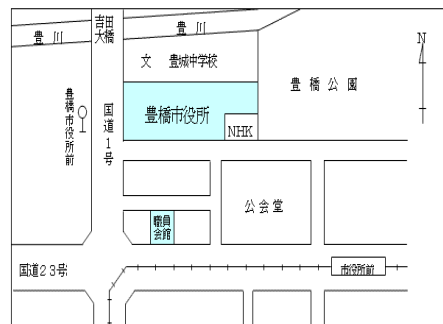 吉田大橋
豊川
豊川
N
文 豊城中学校
豊橋公園
豊橋市役所
NHK
豊橋市役所前
国道1号
公会堂
職員
会館
国道23号
市役所前